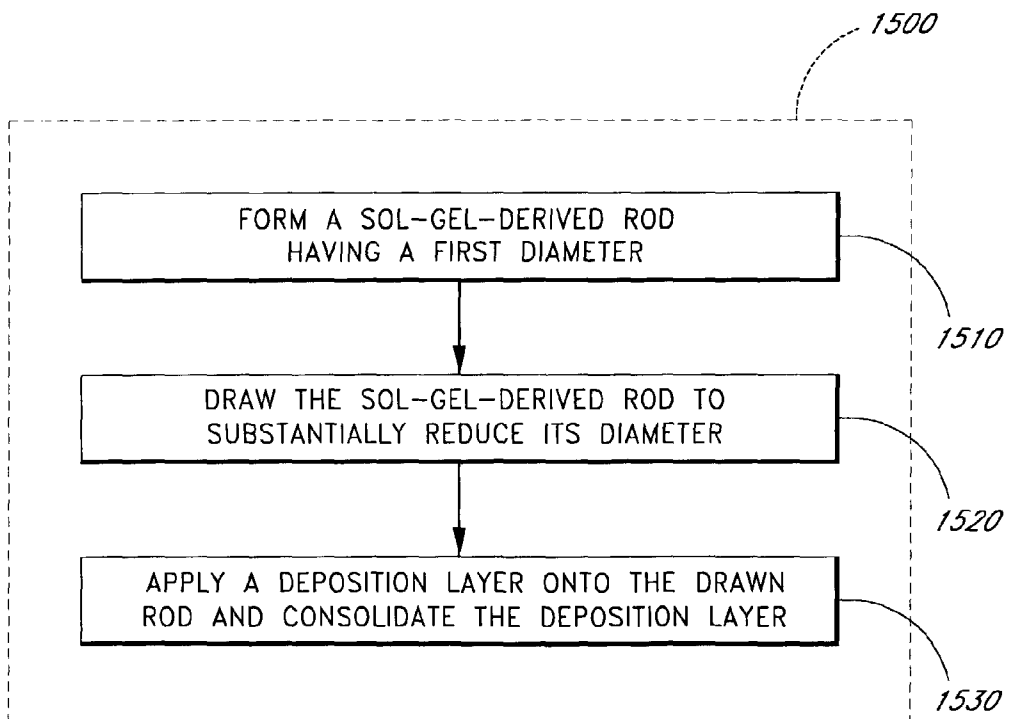 1500
FORM A SOL-GEL-DERIVED ROD
HAVING A FIRST DIAMETER
1510
DRAW THE SOL-GEL-DERIVED ROD TO
SUBSTANTIALLY REDUCE ITS DIAMETER
1520
APPLY A DEPOSITION LAYER ONTO THE DRAWN
ROD AND CONSOLIDATE THE DEPOSITION LAYER
1530